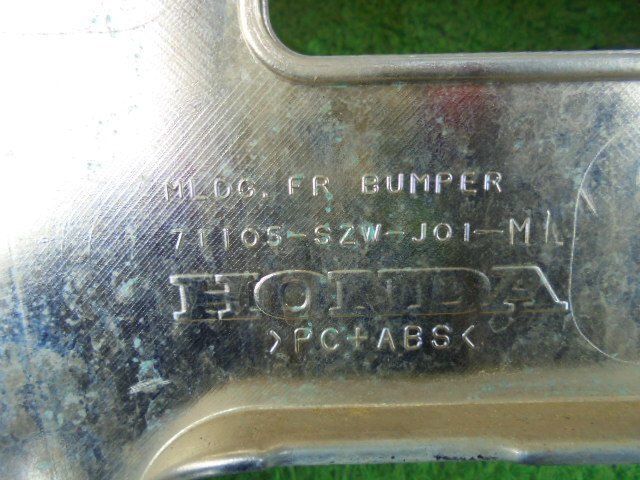 MLDG, FR BUMPER
71105-SZW-J01-M1
HONDA
>PC+ABS<